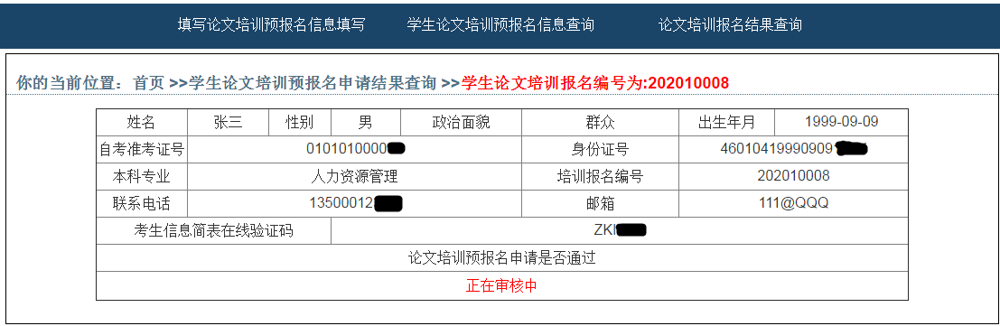 填写论文培训预报名信息填写 学生论文培训预报名信息查询 论文培训报名结果查询
你的当前位置：首页 >>学生论文培训预报名申请结果查询 >>学生论文培训报名编号为:202010008
姓名 张三 性别 男 政治面貌 群众 出生年月 1999-09-09
自考准考证号 0101010000 身份证号 46010419990909
本科专业 人力资源管理 培训报名编号 202010008
联系电话 13500012 邮箱 111@QQQ
考生信息简表在线验证码 ZK
论文培训预报名申请是否通过
正在审核中